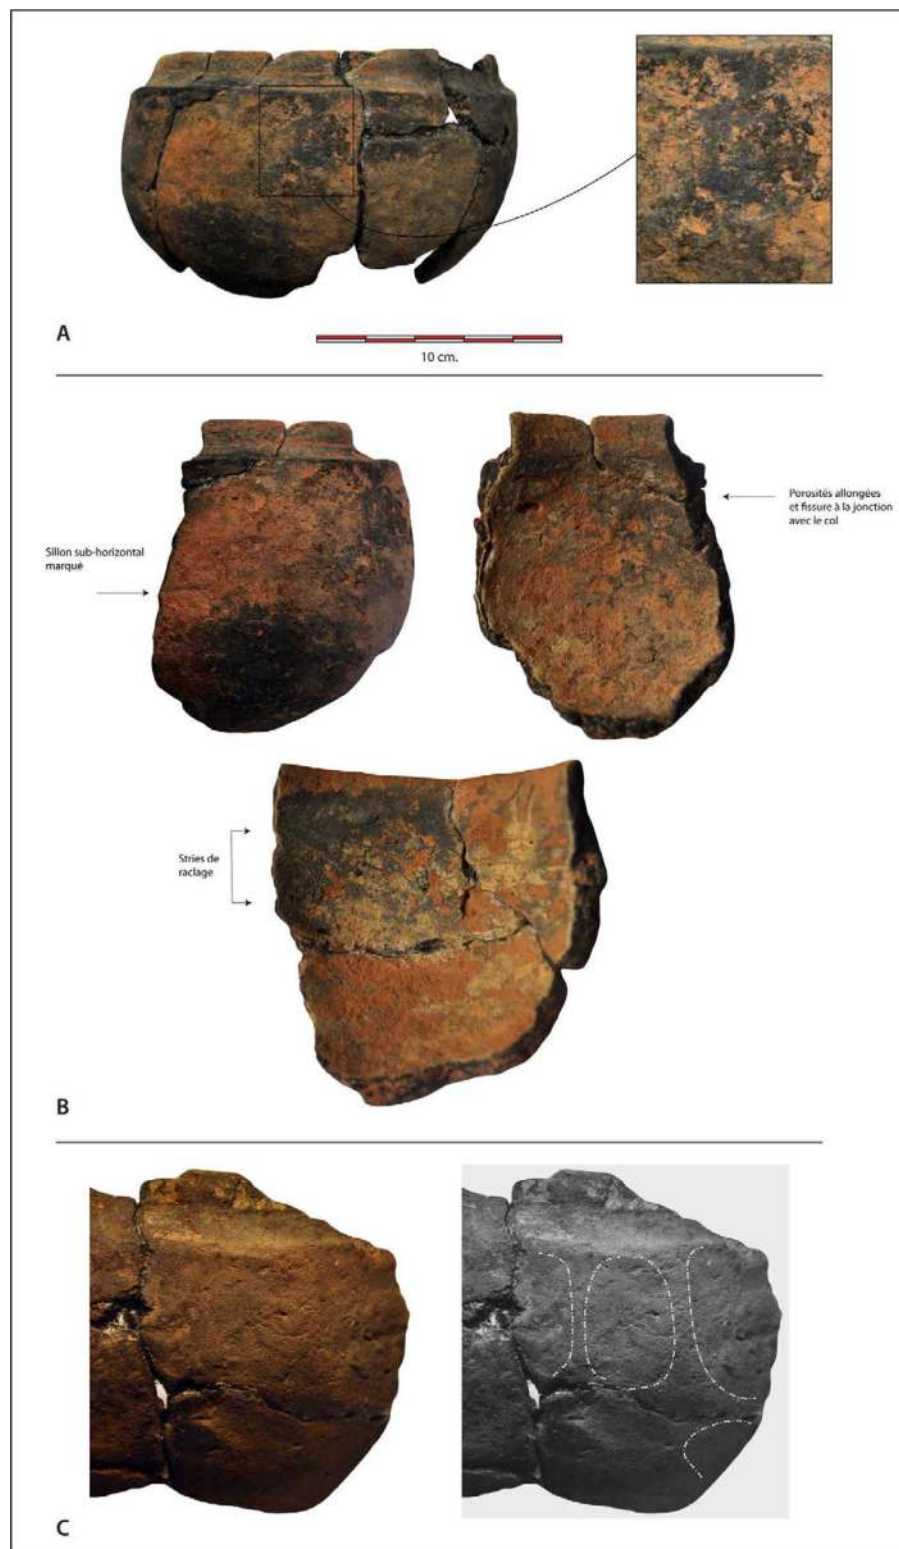 A
10 cm.
Sillon sub-horizontal
marqué
Porosités allongées
et fissure à la jonction
avec le col
Stries de
raclage
B
C